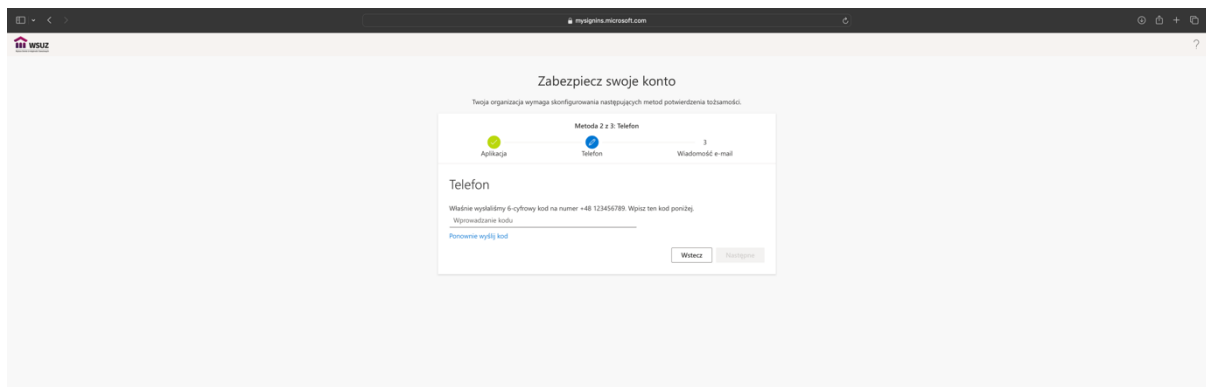 mysignins.microsoft.com
WSUZ
?
Zabezpiecz swoje konto
Twoja organizacja wymaga skonfigurowania następujących metod potwierdzenia tożsamości.
Metoda 2 z 3: Telefon
3
Aplikacja Telefon Wiadomość e-mail
Telefon
Właśnie wysłaliśmy 6-cyfrowy kod na numer +48 123456789. Wpisz ten kod poniżej.
Wprowadzanie kodu
Ponownie wyślij kod
Wstecz Następne